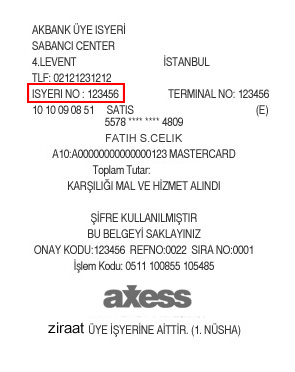 AKBANK ÜYE ISYERİ
SABANCI CENTER
4.LEVENT İSTANBUL
TLF: 02121231212
ISYERI NO : 123456 TERMINAL NO: 123456
10 10 09 08 51 SATIS (E)
5578 **** **** 4809
FATIH S.CELIK
A10:A0000000000000123 MASTERCARD
Toplam Tutar:
KARŞILIĞI MAL VE HİZMET ALINDI
ŞİFRE KULLANILMIŞTIR
BU BELGEYİ SAKLAYINIZ
ONAY KODU:123456 REFNO:0022 SIRA NO:0001
İşlem Kodu: 0511 100855 105485
axess
ziraat ÜYE İŞYERİNE AİTTİR. (1. NÜSHA)